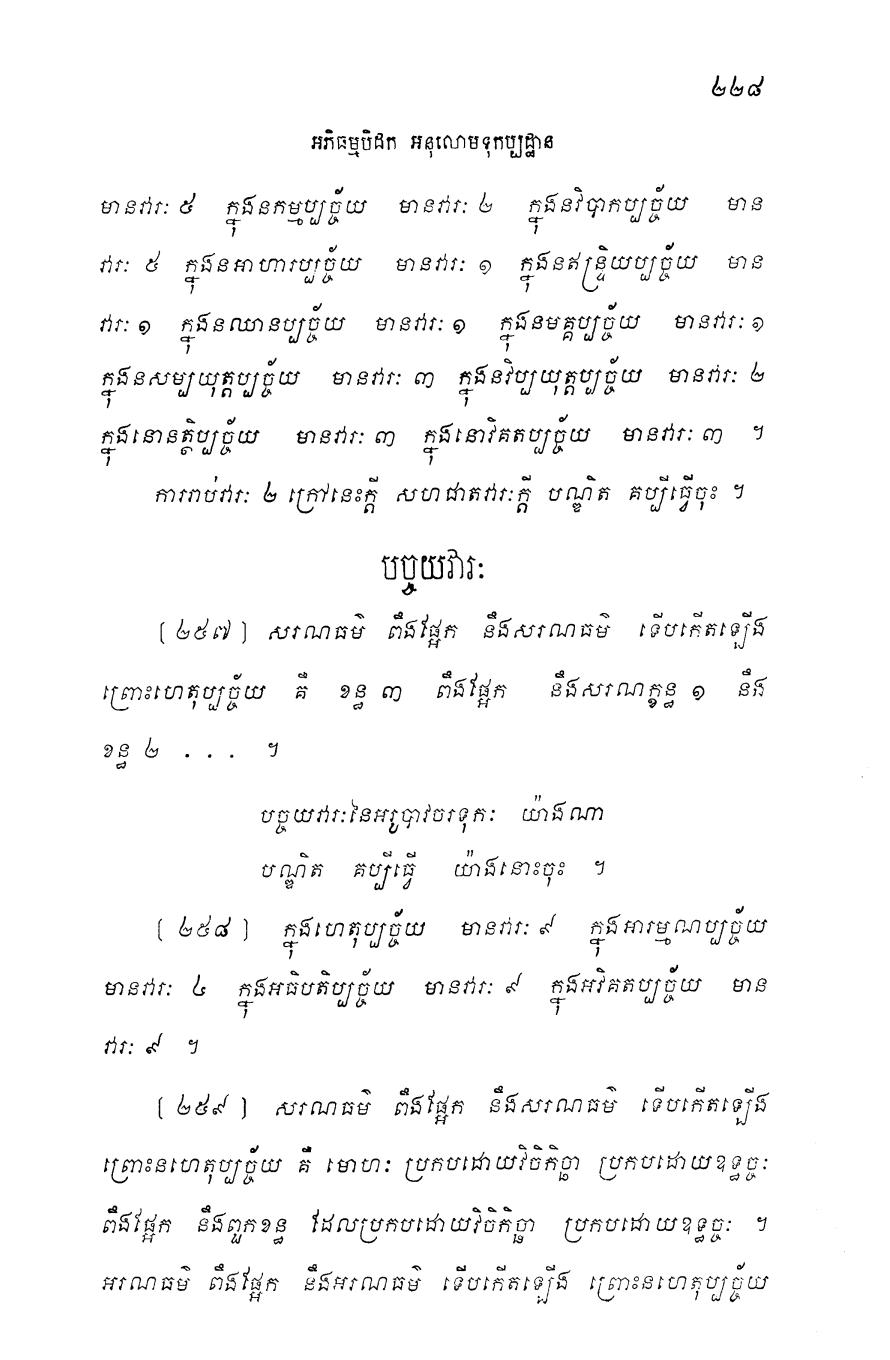 ២២៨
អភិធម្មបិដក អនុលោមទុកប្បដ្ឋាន
មានវារៈ ៥ ក្នុងនកម្មប្បច្ច័យ មានវារៈ ២ ក្នុងនវិបាកប្បច្ច័យ មាន
វារៈ ៥ ក្នុងនអាហារប្បច្ច័យ មានវារៈ ១ ក្នុងនឥន្ទ្រិយប្បច្ច័យ មាន
វារៈ ១ ក្នុងនឈានប្បច្ច័យ មានវារៈ ១ ក្នុងនមគ្គប្បច្ច័យ មានវារៈ ១
ក្នុងនសម្បយុត្តប្បច្ច័យ មានវារៈ ៣ ក្នុងនវិប្បយុត្តប្បច្ច័យ មានវារៈ ២
ក្នុងនោនត្ថិប្បច្ច័យ មានវារៈ ៣ ក្នុងនោវិគតប្បច្ច័យ មានវារៈ ៣ ។
ការរាប់វារៈ ២ ក្រៅនេះក្តី សហជាតវារៈក្តី បណ្ឌិត គប្បីធ្វើចុះ ។
បច្ចយវារៈ
[ ២៥៧ ] សរណធម៌ ពឹងផ្អែក នឹងសរណធម៌ ទើបកើតឡើង
ព្រោះហេតុប្បច្ច័យ គឺ ខន្ធ ៣ ពឹងផ្អែក នឹងសរណក្ខន្ធ ១ នឹង
ខន្ធ ២ . . . ។
បច្ចយវារៈនៃអរូបាវចរទុកៈ យ៉ាងណា
បណ្ឌិត គប្បីធ្វើ យ៉ាងនោះចុះ ។
[ ២៥៨ ] ក្នុងហេតុប្បច្ច័យ មានវារៈ ៩ ក្នុងអារម្មណប្បច្ច័យ
មានវារៈ ៤ ក្នុងអធិបតិប្បច្ច័យ មានវារៈ ៩ ក្នុងអវិគតប្បច្ច័យ មាន
វារៈ ៩ ។
[ ២៥៩ ] សរណធម៌ ពឹងផ្អែក នឹងសរណធម៌ ទើបកើតឡើង
ព្រោះនហេតុប្បច្ច័យ គឺ មោហៈ ប្រកបដោយវិចិកិច្ឆា ប្រកបដោយឧទ្ធច្ចៈ
ពឹងផ្អែក នឹងពួកខន្ធ ដែលប្រកបដោយវិចិកិច្ឆា ប្រកបដោយឧទ្ធច្ចៈ ។
អរណធម៌ ពឹងផ្អែក នឹងអរណធម៌ ទើបកើតឡើង ព្រោះនហេតុប្បច្ច័យ